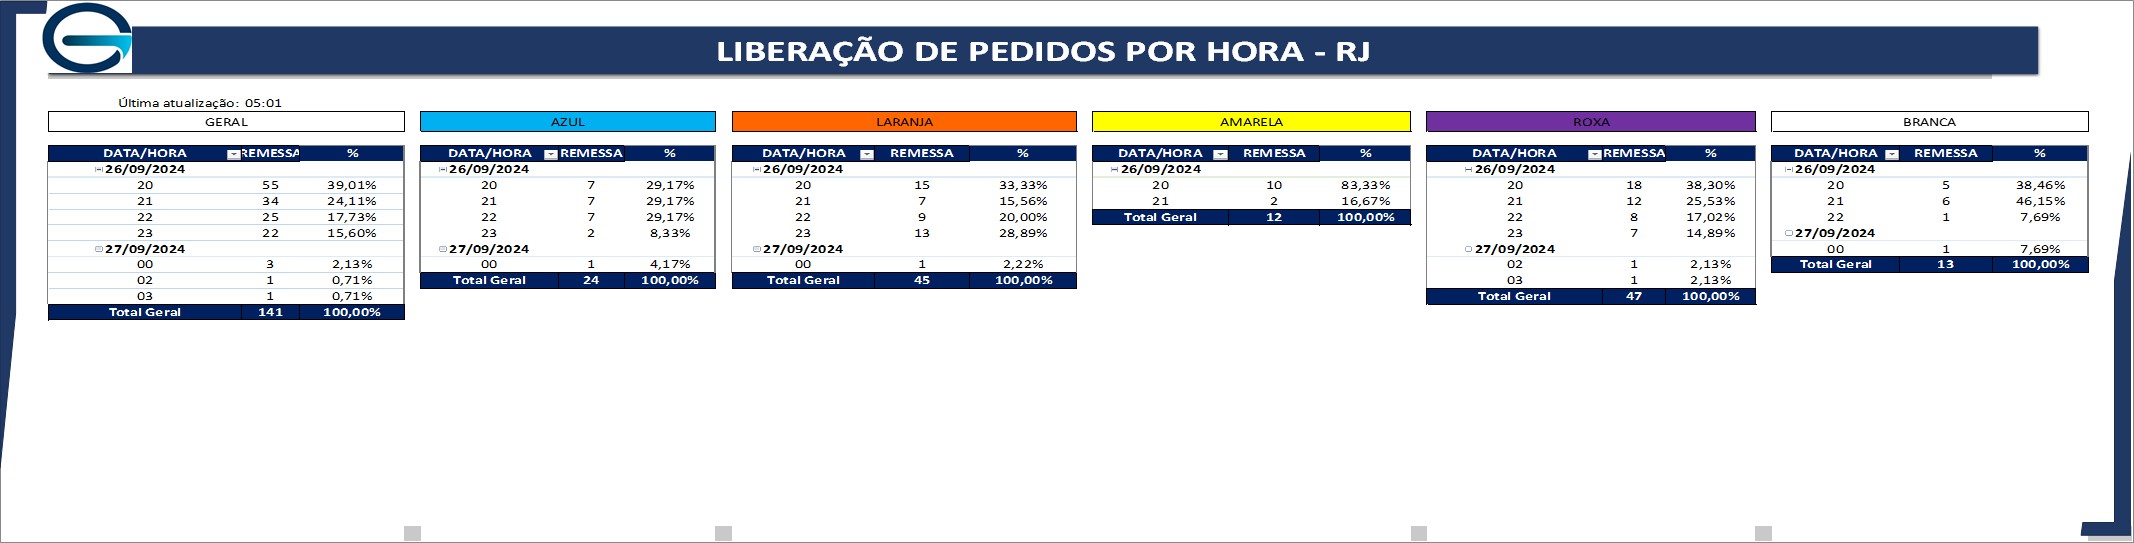 LIBERAÇÃO DE PEDIDOS POR HORA - RJ
Última atualização: 05:01
GERAL
DATA/HORA REMESSA %
26/09/2024
20 55 39,01%
21 34 24,11%
22 25 17,73%
23 22 15,60%
27/09/2024
00 3 2,13%
02 1 0,71%
03 1 0,71%
Total Geral 141 100,00%
AZUL
DATA/HORA REMESSA %
26/09/2024
20 7 29,17%
21 7 29,17%
22 7 29,17%
23 2 8,33%
27/09/2024
00 1 4,17%
Total Geral 24 100,00%
LARANJA
DATA/HORA REMESSA %
26/09/2024
20 15 33,33%
21 7 15,56%
22 9 20,00%
23 13 28,89%
27/09/2024
00 1 2,22%
Total Geral 45 100,00%
AMARELA
DATA/HORA REMESSA %
26/09/2024
20 10 83,33%
21 2 16,67%
Total Geral 12 100,00%
ROXA
DATA/HORA REMESSA %
26/09/2024
20 18 38,30%
21 12 25,53%
22 8 17,02%
23 7 14,89%
27/09/2024
02 1 2,13%
03 1 2,13%
Total Geral 47 100,00%
BRANCA
DATA/HORA REMESSA %
26/09/2024
20 5 38,46%
21 6 46,15%
22 1 7,69%
27/09/2024
00 1 7,69%
Total Geral 13 100,00%